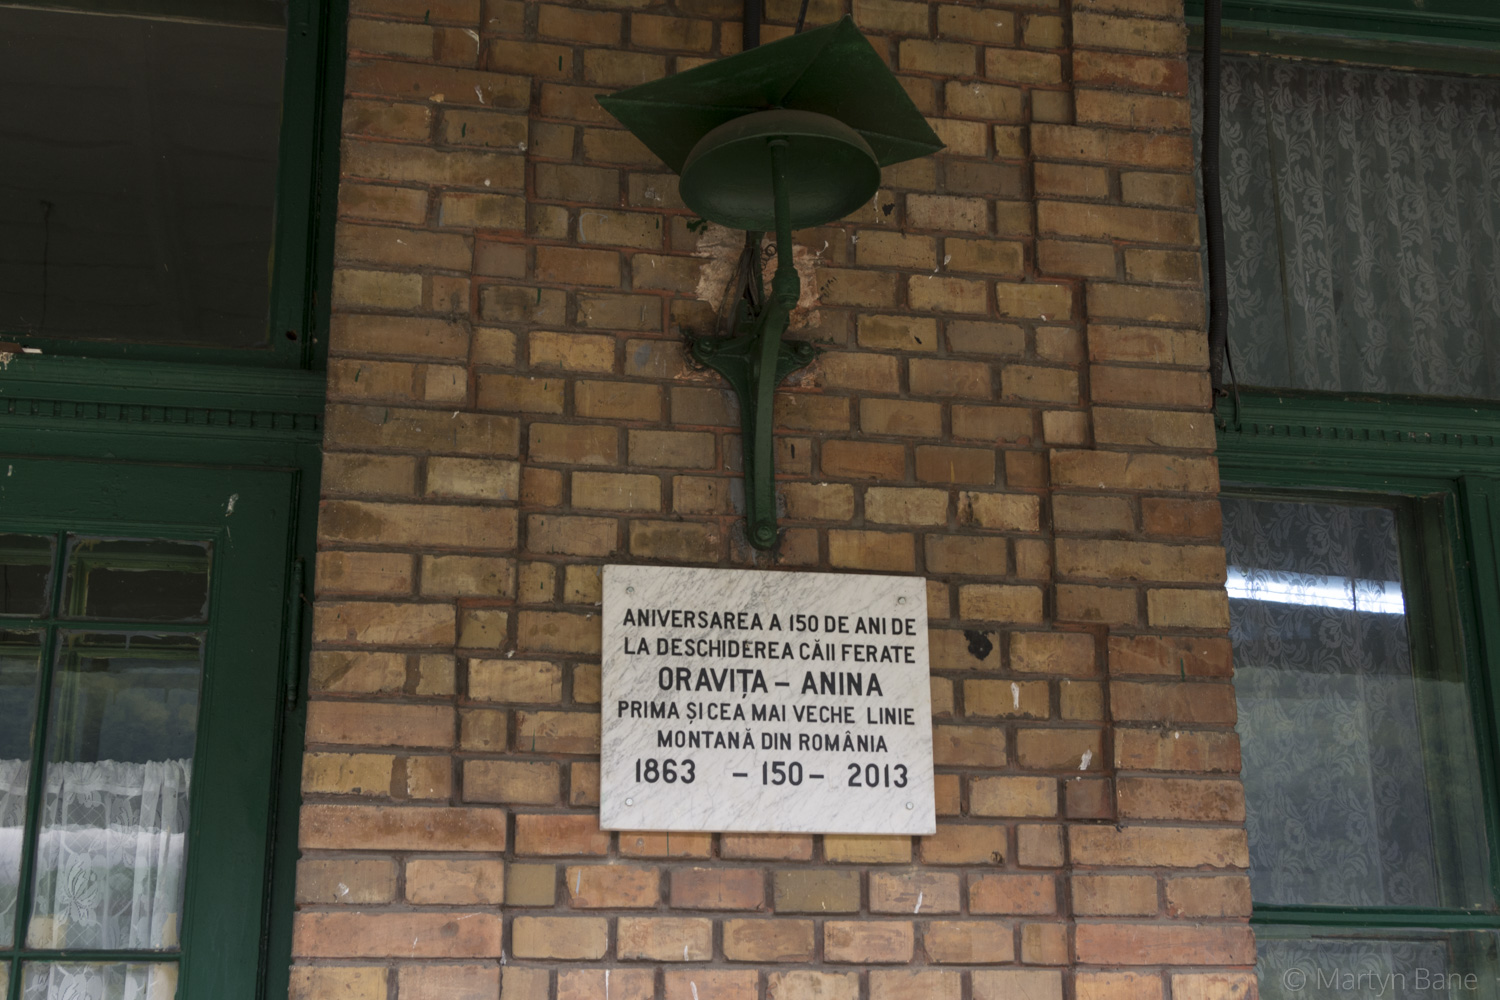 ANIVERSAREA A 150 DE ANI DE
LA DESCHIDEREA CĂII FERATE
ORAVIȚA – ANINA
PRIMA ȘI CEA MAI VECHE LINIE
MONTANĂ DIN ROMÂNIA
1863 – 150 – 2013
© Martyn Bane